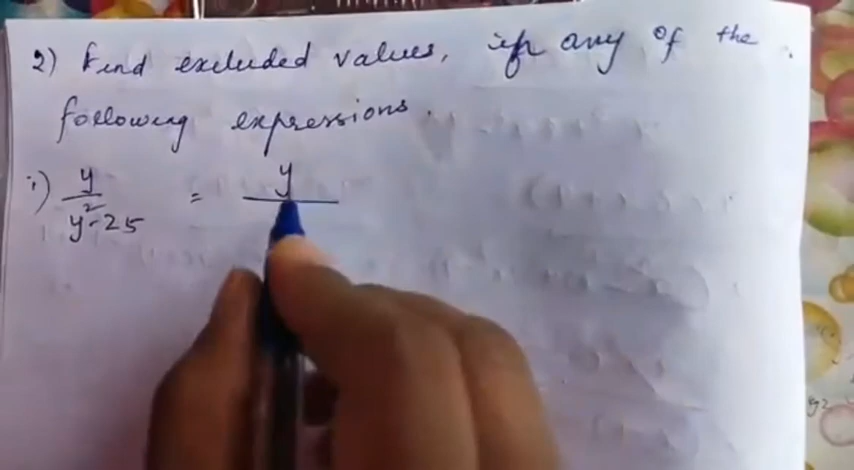 2) Find excluded values, if any of the
following expressions.
i) y/y²-25 = y/